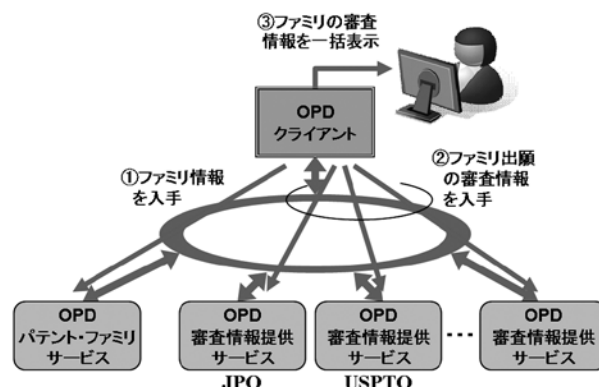 ③ファミリの審査
情報を一括表示
OPD
クライアント
①ファミリ情報
を入手
②ファミリ出願
の審査情報
を入手
OPD
パテント・ファミリ
サービス
OPD
審査情報提供
サービス
JPO
OPD
審査情報提供
サービス
USPTO
OPD
審査情報提供
サービス